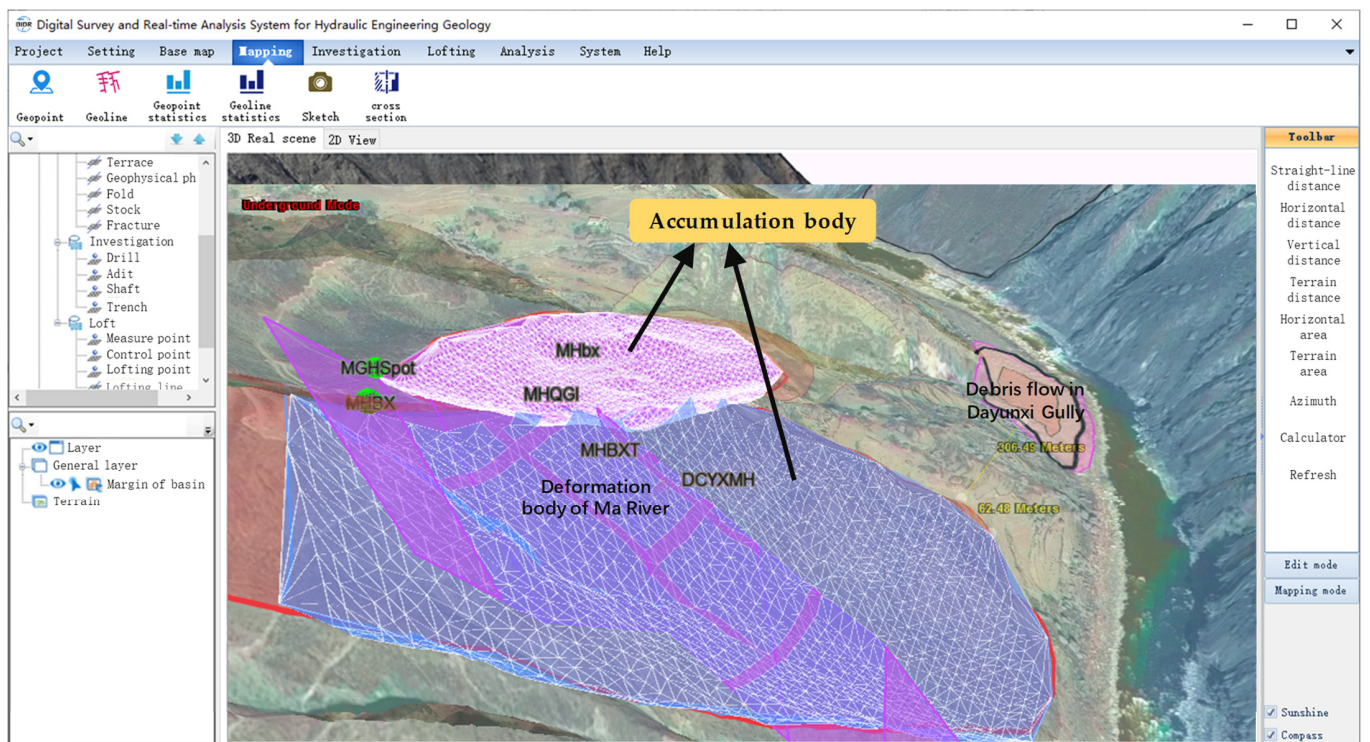 BIDR Digital Survey and Real-time Analysis System for Hydraulic Engineering Geology
Project Setting Base map Mapping Investigation Lofting Analysis System Help
Geopoint
Geoline
Geopoint
statistics
Geoline
statistics
Sketch
cross
section
3D Real scene 2D View
Terrace
Geophysical ph
Fold
Stock
Fracture
Investigation
Drill
Adit
Shaft
Trench
Loft
Measure point
Control point
Lofting point
Lofting line
Layer
General layer
Margin of basin
Terrain
Underground Mode
Accumulation body
MHbx
MGHSpot
MHQGl
MHBX
MHBXT
DCYXMH
Deformation
body of Ma River
Debris flow in
Dayunxi Gully
306.49 Meters
62.48 Meters
Toolbar
Straight-line
distance
Horizontal
distance
Vertical
distance
Terrain
distance
Horizontal
area
Terrain
area
Azimuth
Calculator
Refresh
Edit mode
Mapping mode
Sunshine
Compass